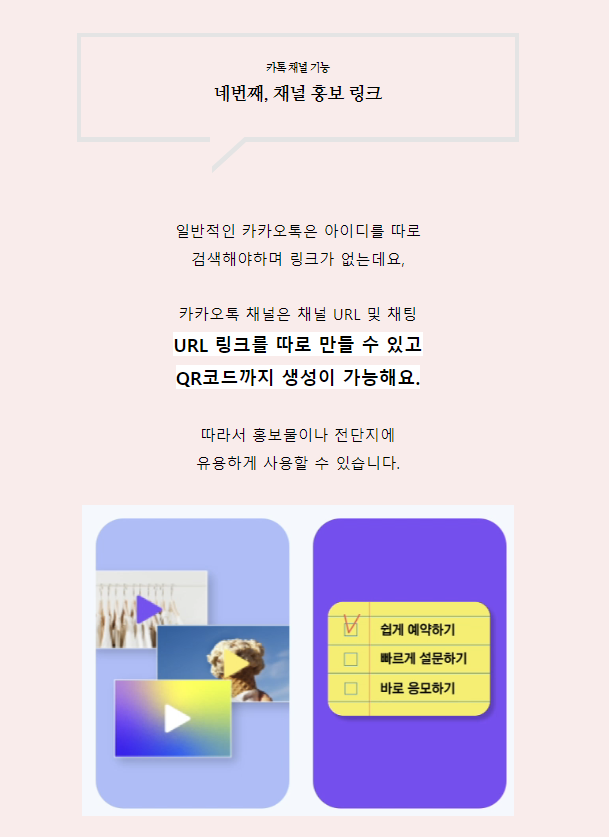 카톡 채널 기능
네번째, 채널 홍보 링크
일반적인 카카오톡은 아이디를 따로
검색해야하며 링크가 없는데요,
카카오톡 채널은 채널 URL 및 채팅
URL 링크를 따로 만들 수 있고
QR코드까지 생성이 가능해요.
따라서 홍보물이나 전단지에
유용하게 사용할 수 있습니다.
쉽게 예약하기
빠르게 설문하기
바로 응모하기